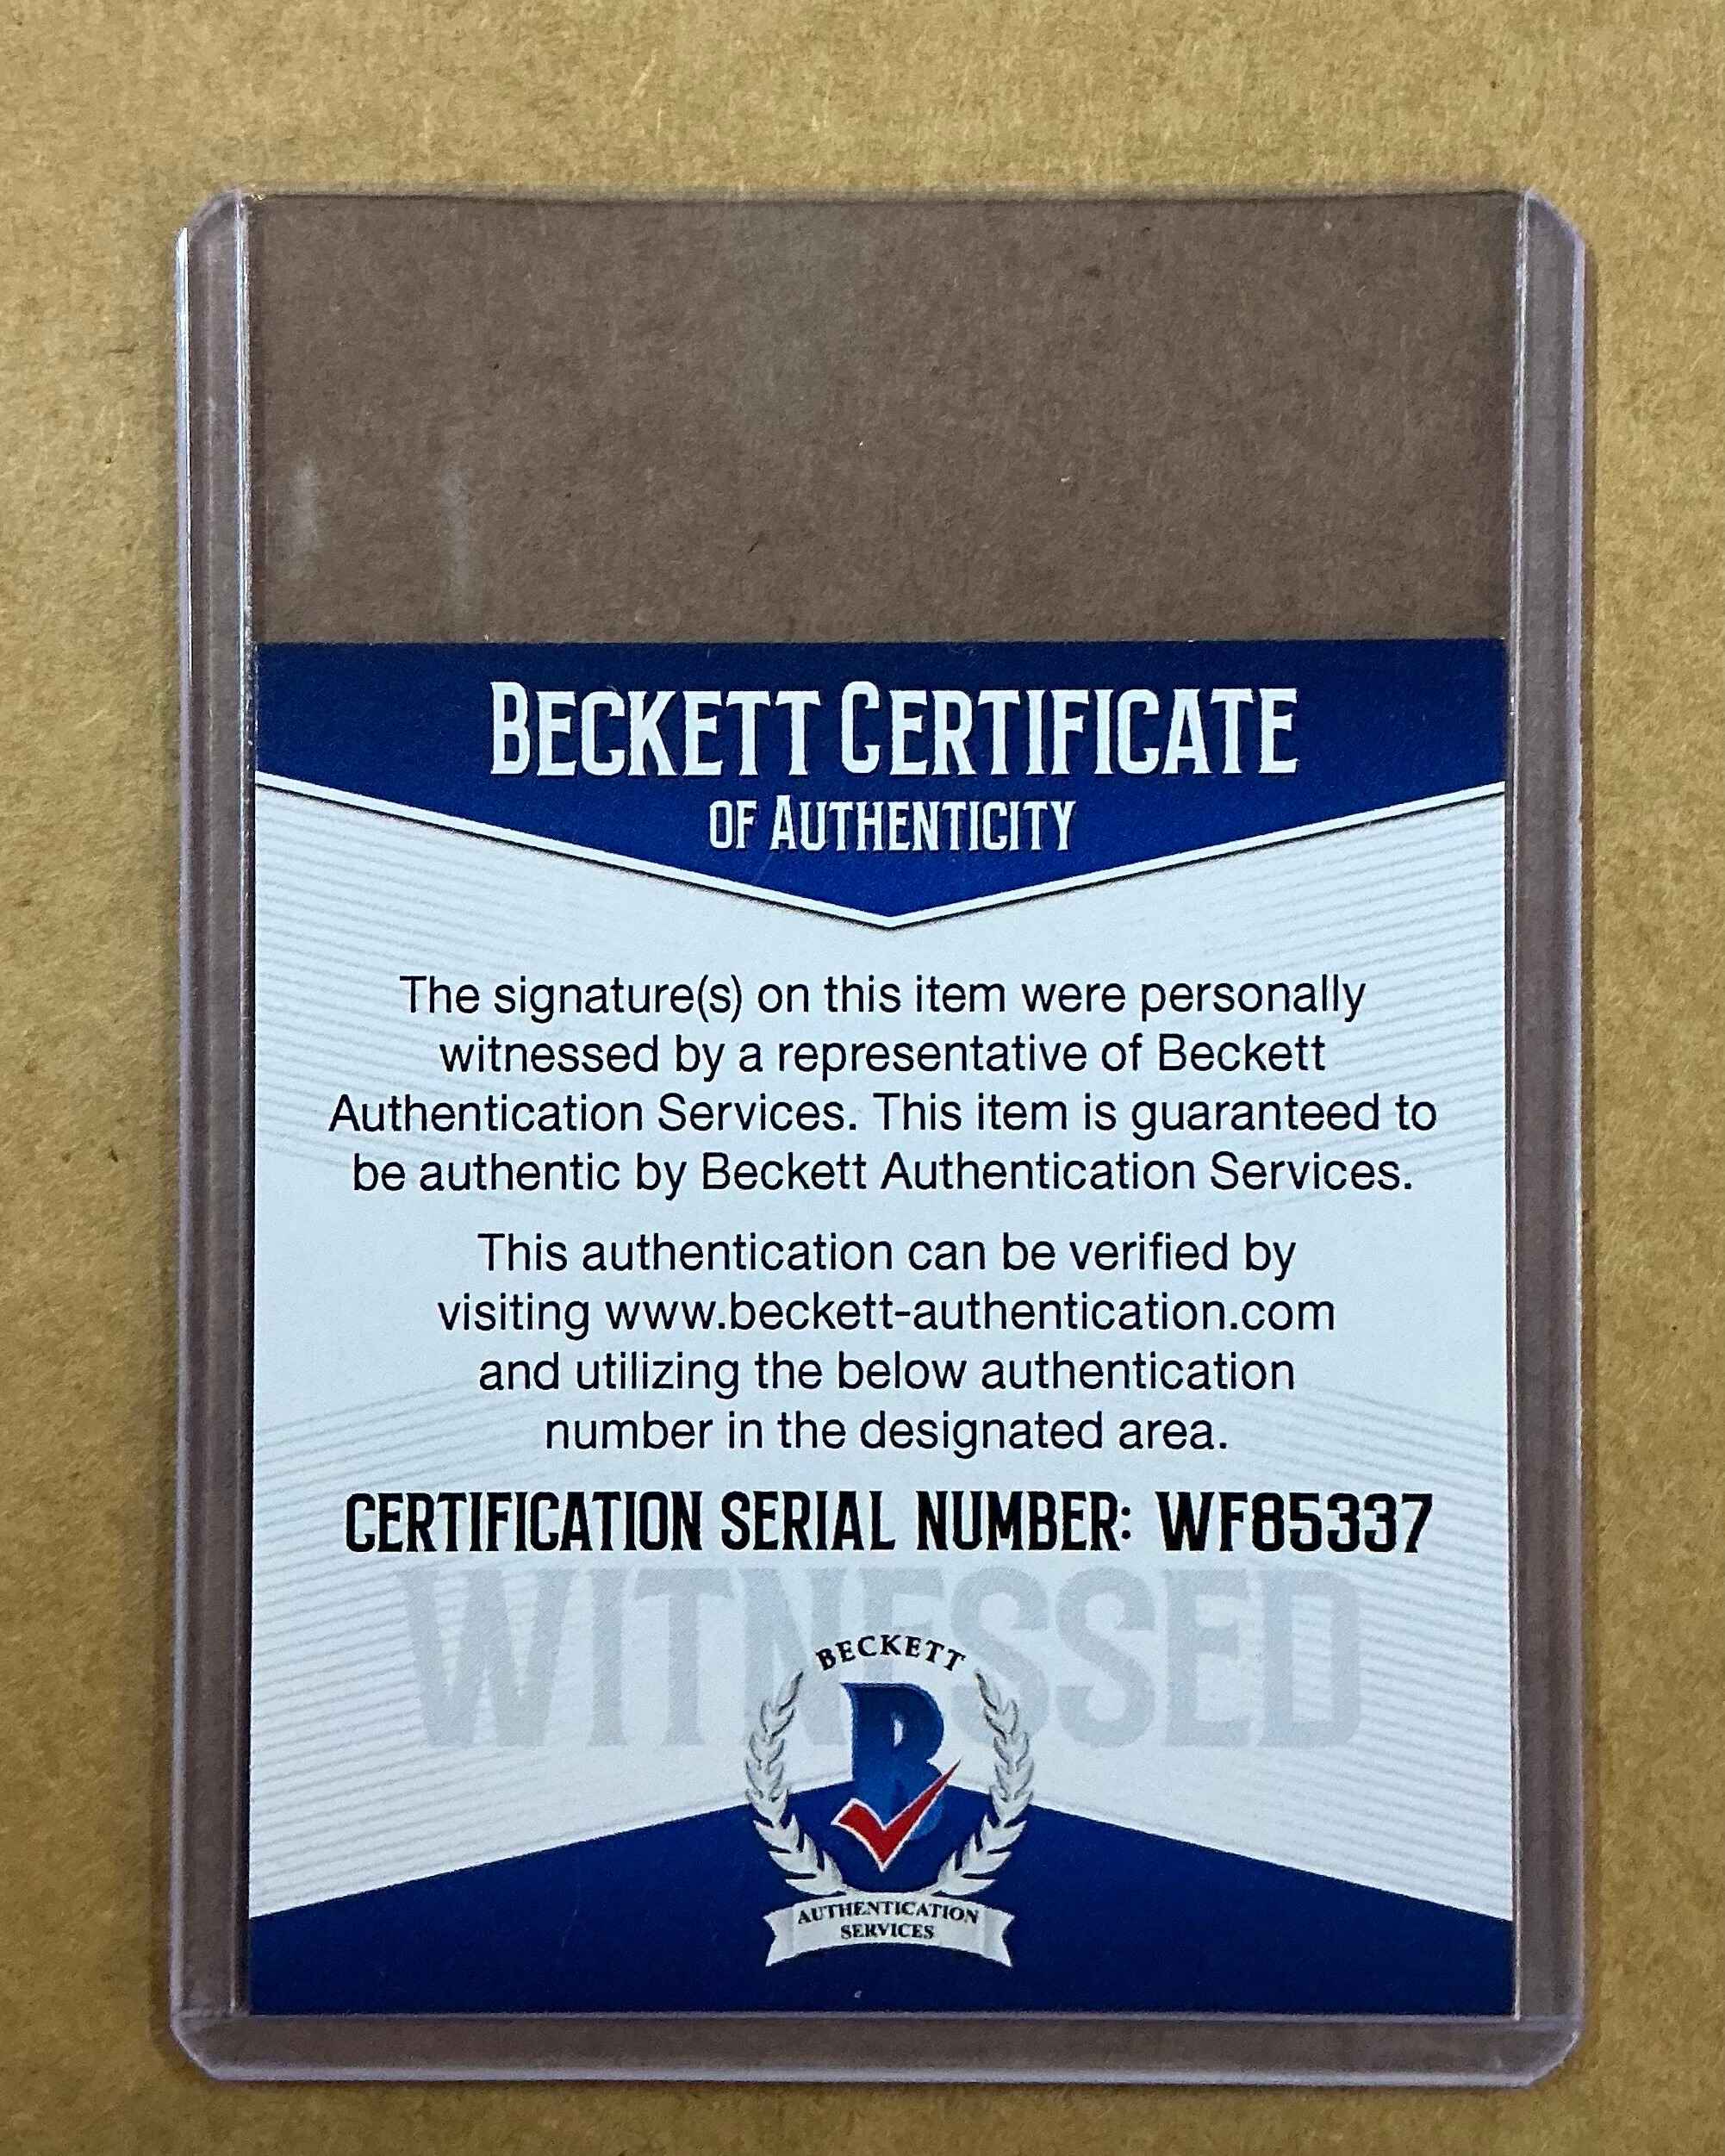 BECKETT CERTIFICATE
OF AUTHENTICITY
The signature(s) on this item were personally
witnessed by a representative of Beckett
Authentication Services. This item is guaranteed to
be authentic by Beckett Authentication Services.
This authentication can be verified by
visiting www.beckett-authentication.com
and utilizing the below authentication
number in the designated area.
CERTIFICATION SERIAL NUMBER: WF85337
WITNESSED
BECKETT
B
AUTHENTICATION
SERVICES